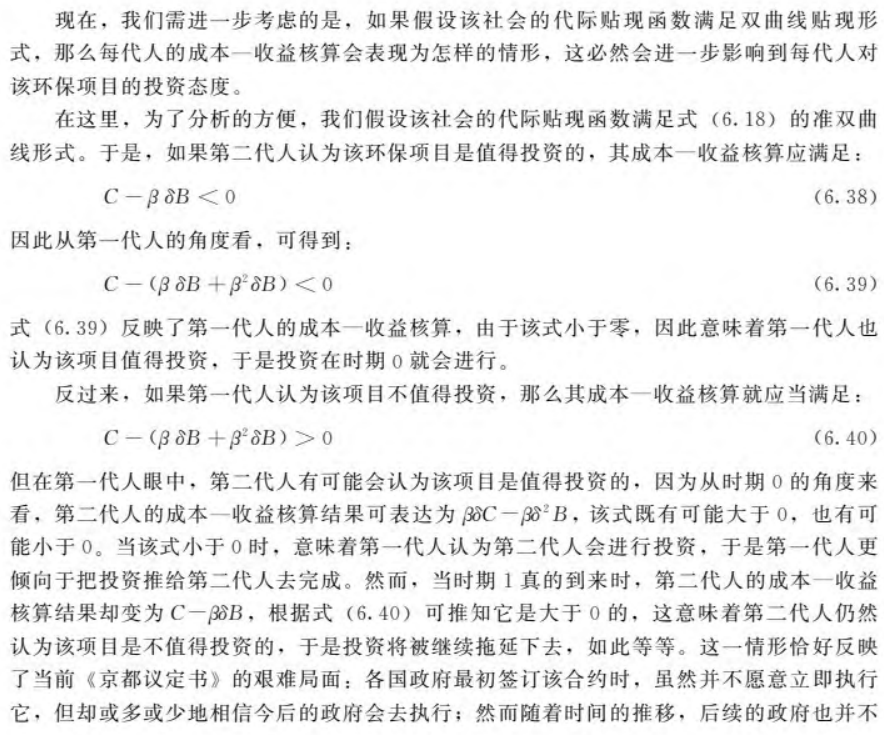 现在，我们需进一步考虑的是，如果假设该社会的代际贴现函数满足双曲线贴现形
式，那么每代人的成本—收益核算会表现为怎样的情形，这必然会进一步影响到每代人对
该环保项目的投资态度。
在这里，为了分析的方便，我们假设该社会的代际贴现函数满足式（6.18）的准双曲
线形式。于是，如果第二代人认为该环保项目是值得投资的，其成本—收益核算应满足：
C－β δB＜0 (6.38)
因此从第一代人的角度看，可得到：
C－(β δB＋β²δB)＜0 (6.39)
式（6.39）反映了第一代人的成本—收益核算，由于该式小于零，因此意味着第一代人也
认为该项目值得投资，于是投资在时期 0 就会进行。
反过来，如果第一代人认为该项目不值得投资，那么其成本—收益核算就应当满足：
C－(β δB＋β²δB)＞0 (6.40)
但在第一代人眼中，第二代人有可能会认为该项目是值得投资的，因为从时期 0 的角度来
看，第二代人的成本—收益核算结果可表达为 βδC－βδ²B，该式既有可能大于 0，也有可
能小于 0。当该式小于 0 时，意味着第一代人认为第二代人会进行投资，于是第一代人更
倾向于把投资推给第二代人去完成。然而，当时期 1 真的到来时，第二代人的成本—收益
核算结果却变为 C－βδB，根据式（6.40）可推知它是大于 0 的，这意味着第二代人仍然
认为该项目是不值得投资的，于是投资将被继续拖延下去，如此等等。这一情形恰好反映
了当前《京都议定书》的艰难局面：各国政府最初签订该合约时，虽然并不愿意立即执行
它，但却或多或少地相信今后的政府会去执行；然而随着时间的推移，后续的政府也并不